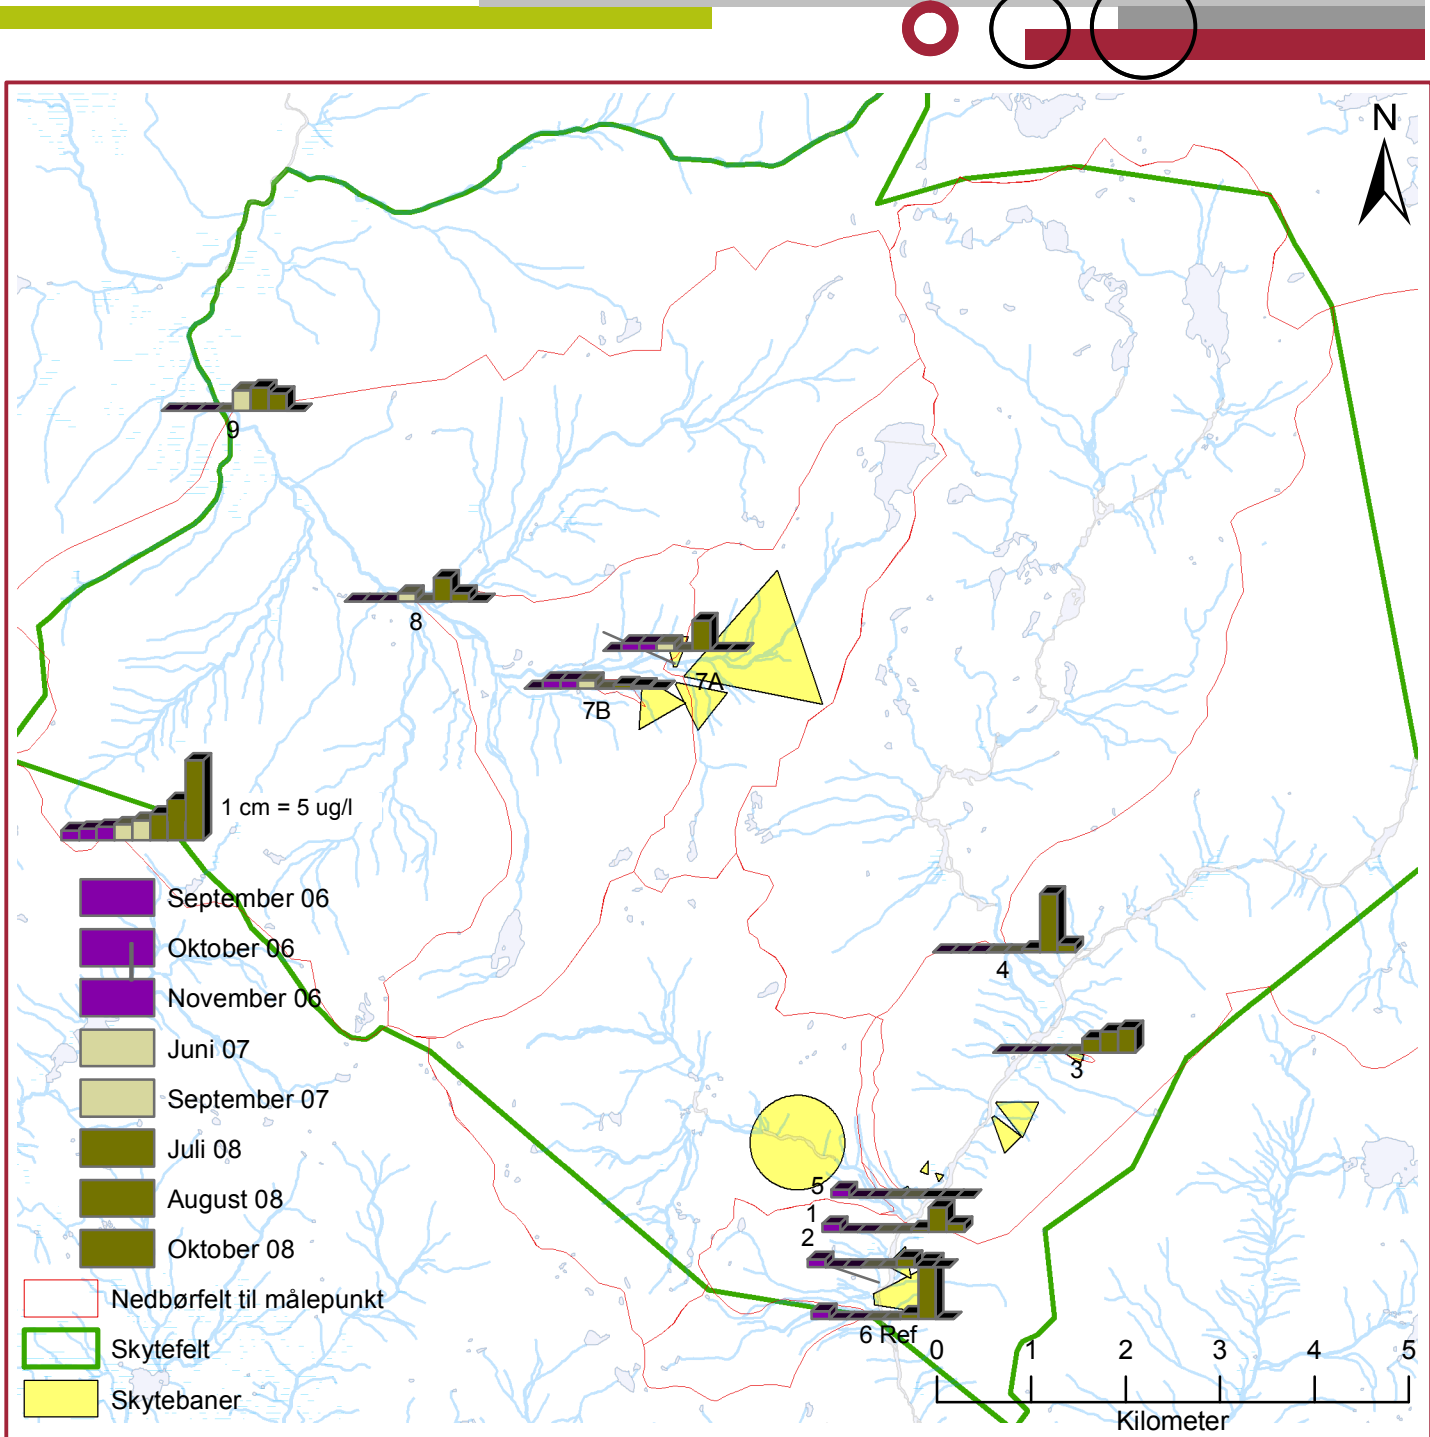 N
9
8
7A
7B
1 cm = 5 ug/l
September 06
Oktober 06
November 06
Juni 07
September 07
Juli 08
August 08
Oktober 08
Nedbørfelt til målepunkt
Skytefelt
Skytebaner
4
3
5
1
2
6 Ref
0 1 2 3 4 5
Kilometer